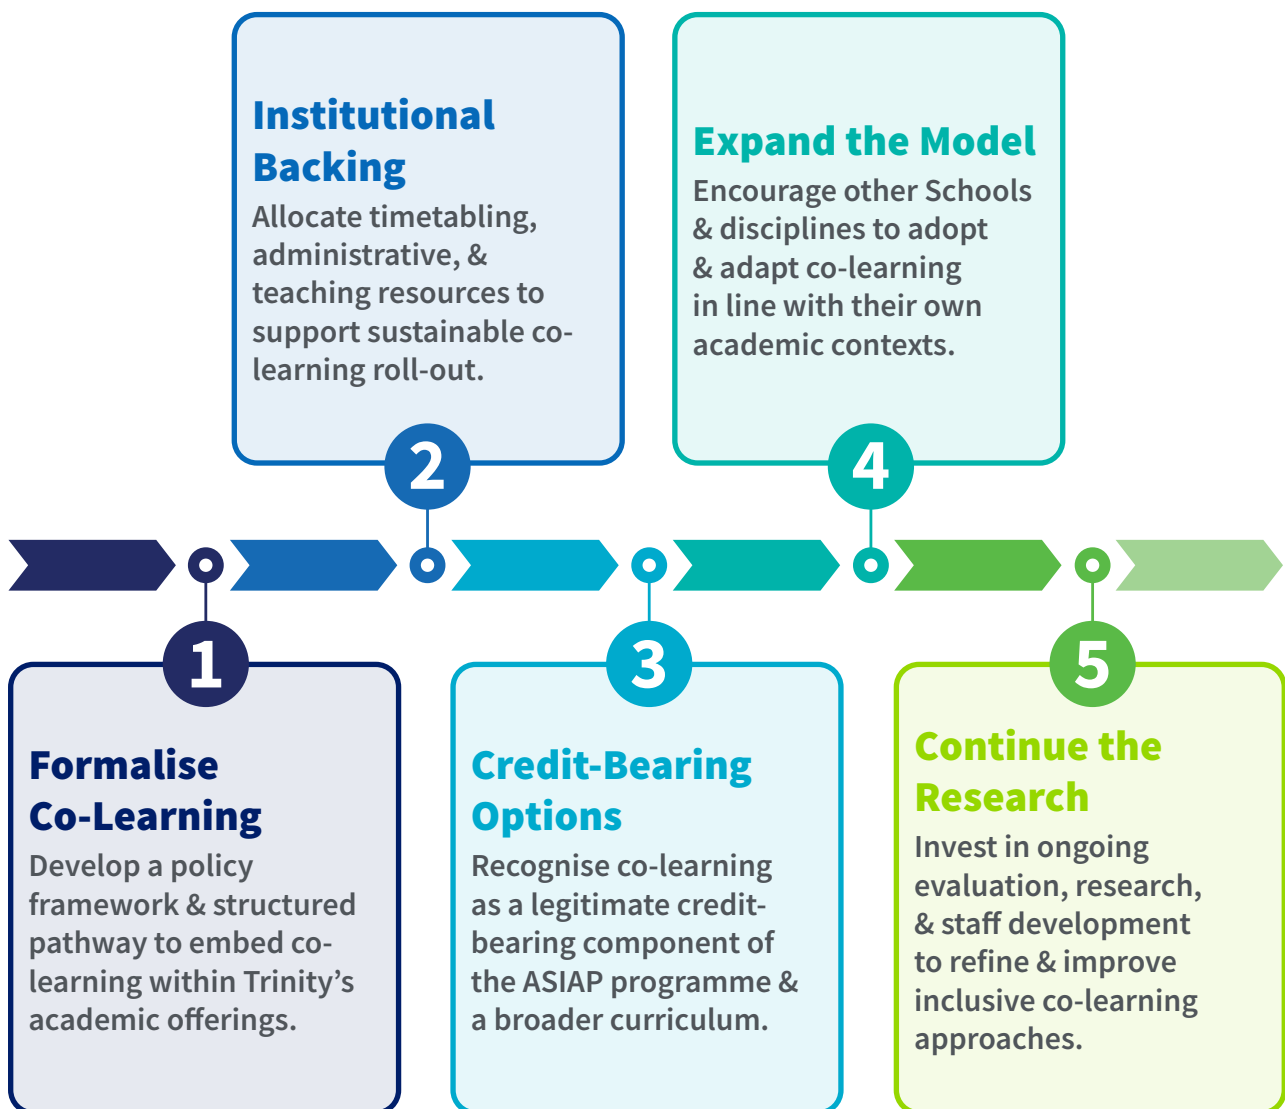 1
Formalise
Co-Learning
Develop a policy
framework & structured
pathway to embed co-
learning within Trinity’s
academic offerings.
2
Institutional
Backing
Allocate timetabling,
administrative, &
teaching resources to
support sustainable co-
learning roll-out.
3
Credit-Bearing
Options
Recognise co-learning
as a legitimate credit-
bearing component of
the ASIAP programme &
a broader curriculum.
4
Expand the Model
Encourage other Schools
& disciplines to adopt
& adapt co-learning
in line with their own
academic contexts.
5
Continue the
Research
Invest in ongoing
evaluation, research,
& staff development
to refine & improve
inclusive co-learning
approaches.